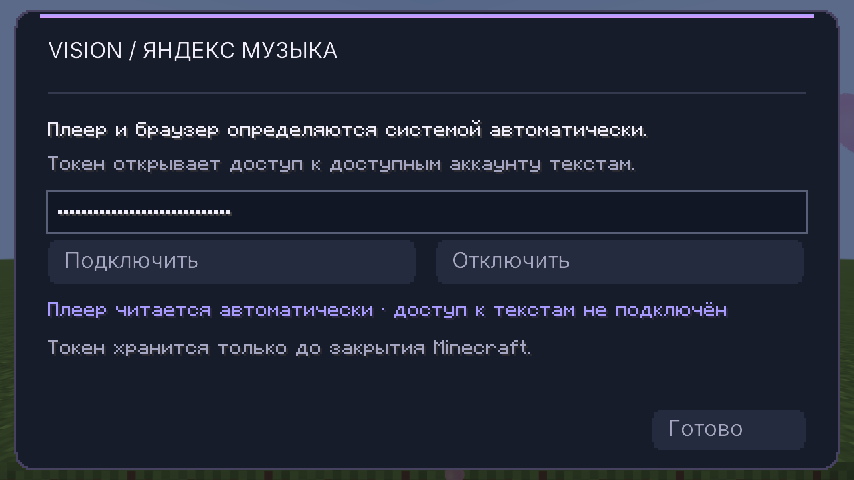 VISION / ЯНДЕКС МУЗЫКА
Плеер и браузер определяются системой автоматически.
Токен открывает доступ к доступным аккаунту текстам.
Подключить
Отключить
Плеер читается автоматически · доступ к текстам не подключён
Токен хранится только до закрытия Minecraft.
Готово